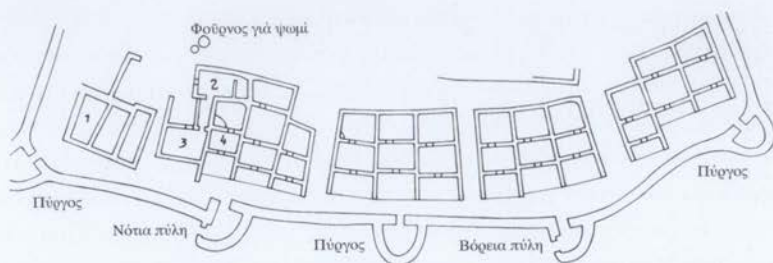 Φοῦρνος γιά ψωμί
2
1
3
4
Πύργος
Πύργος
Νότια πύλη
Πύργος
Βόρεια πύλη